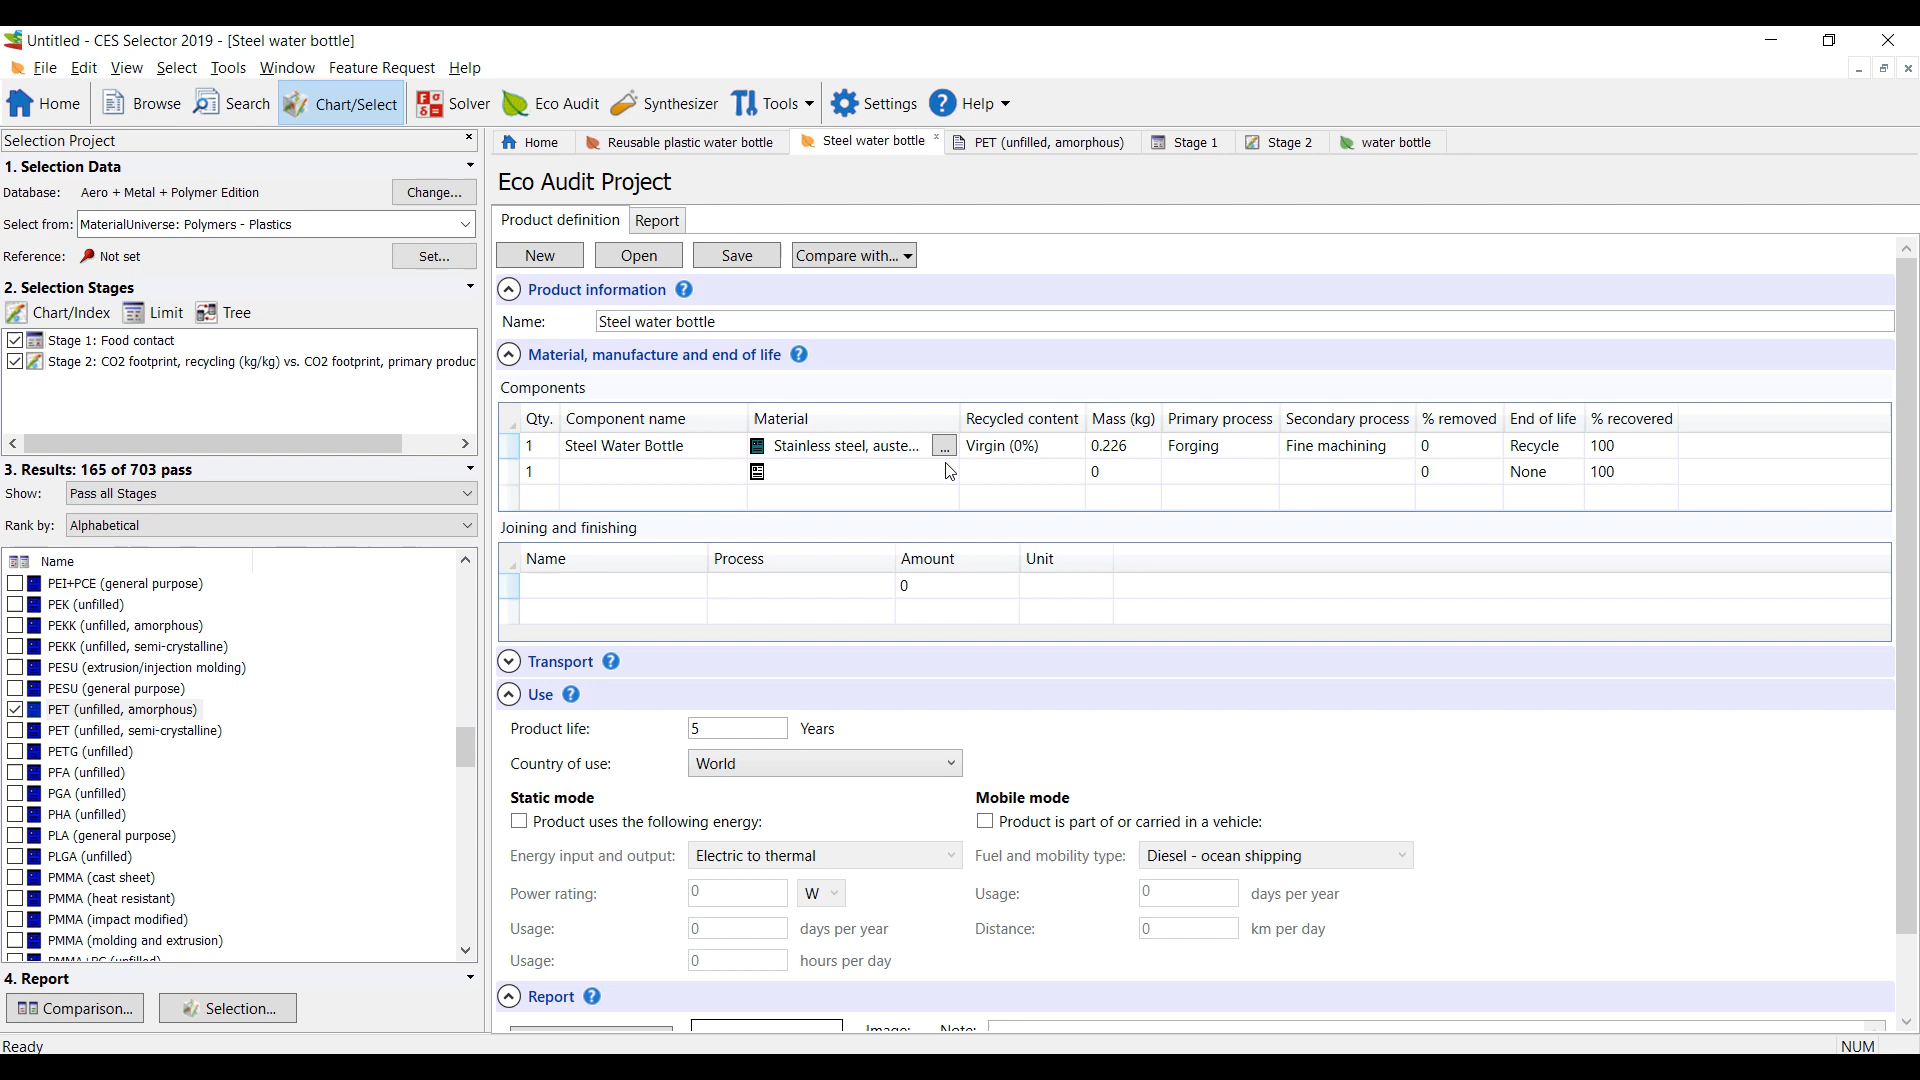 Untitled - CES Selector 2019 - [Steel water bottle]
File Edit View Select Tools Window Feature Request Help
Home Browse Search Chart/Select Solver Eco Audit Synthesizer Tools Settings Help
Selection Project
1. Selection Data
Database: Aero + Metal + Polymer Edition Change...
Select from: MaterialUniverse: Polymers - Plastics
Reference: Not set Set...
2. Selection Stages
Chart/Index Limit Tree
Stage 1: Food contact
Stage 2: CO2 footprint, recycling (kg/kg) vs. CO2 footprint, primary produc
3. Results: 165 of 703 pass
Show: Pass all Stages
Rank by: Alphabetical
Name
PEI+PCE (general purpose)
PEK (unfilled)
PEKK (unfilled, amorphous)
PEKK (unfilled, semi-crystalline)
PESU (extrusion/injection molding)
PESU (general purpose)
PET (unfilled, amorphous)
PET (unfilled, semi-crystalline)
PETG (unfilled)
PFA (unfilled)
PGA (unfilled)
PHA (unfilled)
PLA (general purpose)
PLGA (unfilled)
PMMA (cast sheet)
PMMA (heat resistant)
PMMA (impact modified)
PMMA (molding and extrusion)
4. Report
Comparison... Selection...
Ready
Home Reusable plastic water bottle Steel water bottle PET (unfilled, amorphous) Stage 1 Stage 2 water bottle
Eco Audit Project
Product definition Report
New Open Save Compare with...
Product information ?
Name: Steel water bottle
Material, manufacture and end of life ?
Components
Qty. Component name Material Recycled content Mass (kg) Primary process Secondary process % removed End of life % recovered
1 Steel Water Bottle Stainless steel, auste... ... Virgin (0%) 0.226 Forging Fine machining 0 Recycle 100
1 0 0 None 100
Joining and finishing
Name Process Amount Unit
0
Transport ?
Use ?
Product life: 5 Years
Country of use: World
Static mode Mobile mode
Product uses the following energy: Product is part of or carried in a vehicle:
Energy input and output: Electric to thermal Fuel and mobility type: Diesel - ocean shipping
Power rating: 0 W Usage: 0 days per year
Usage: 0 days per year Distance: 0 km per day
Usage: 0 hours per day
Report ?
Image: Note:
NUM